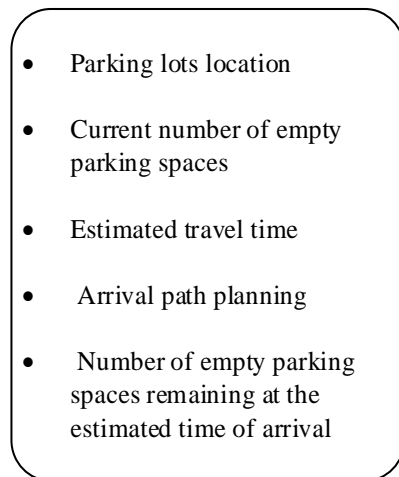 • Parking lots location
• Current number of empty
parking spaces
• Estimated travel time
• Arrival path planning
• Number of empty parking
spaces remaining at the
estimated time of arrival